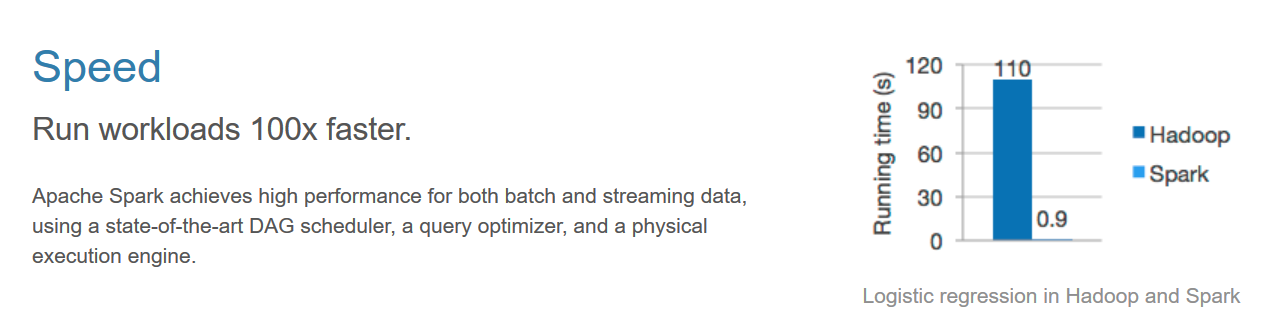 Speed
Run workloads 100x faster.
Apache Spark achieves high performance for both batch and streaming data,
using a state-of-the-art DAG scheduler, a query optimizer, and a physical
execution engine.
Running time (s)
120
90
60
30
0
110
0.9
Hadoop
Spark
Logistic regression in Hadoop and Spark